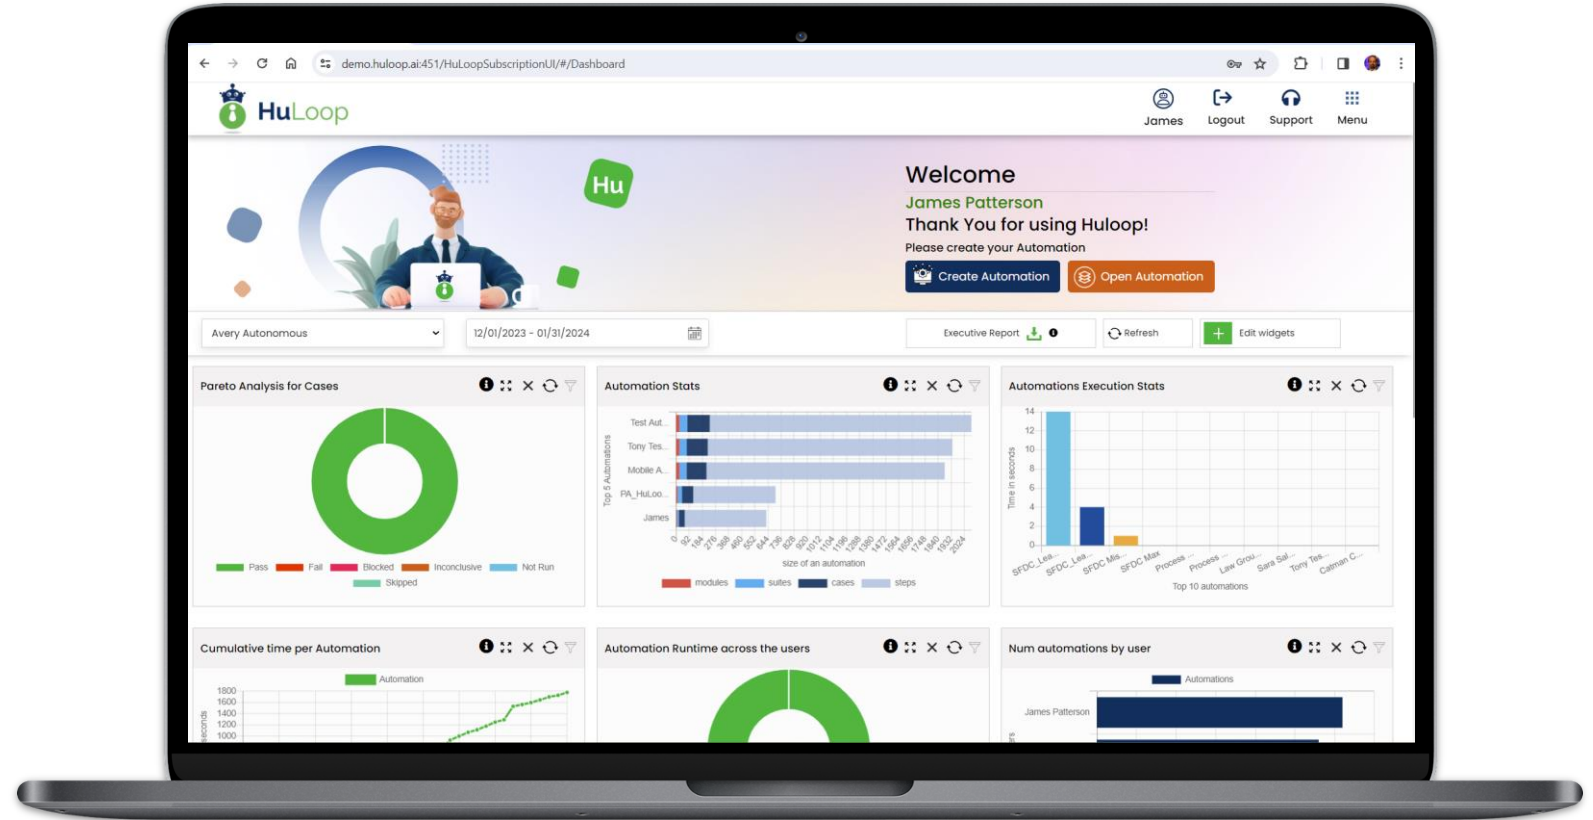 demo.huloop.ai:451/HuLoopSubscriptionUI/#/Dashboard
HuLoop
James
Logout
Support
Menu
Hu
Welcome
James Patterson
Thank You for using Huloop!
Please create your Automation
Create Automation
Open Automation
Avery Autonomous
12/01/2023 - 01/31/2024
Executive Report
Refresh
Edit widgets
Pareto Analysis for Cases
Pass
Fail
Blocked
Inconclusive
Not Run
Skipped
Automation Stats
Top 5 Automations
Test Aut...
Tony Tes...
Mobile A...
PA_HuLoo...
James
0 92 184 276 368 460 552 644 736 828 920 1012 1104 1196 1288 1380 1472 1564 1656 1748 1840 1932 2024
size of an automation
modules
suites
cases
steps
Automations Execution Stats
Time in seconds
14
12
10
8
6
4
2
0
SFDC_Lea...
SFDC_Lea...
SFDC Mis...
SFDC Max
Process ...
Process ...
Law Grou...
Sara Sal...
Tony Tes...
Catman C...
Top 10 automations
Cumulative time per Automation
Automation
seconds
1800
1600
1400
1200
1000
Automation Runtime across the users
Num automations by user
Automations
James Patterson